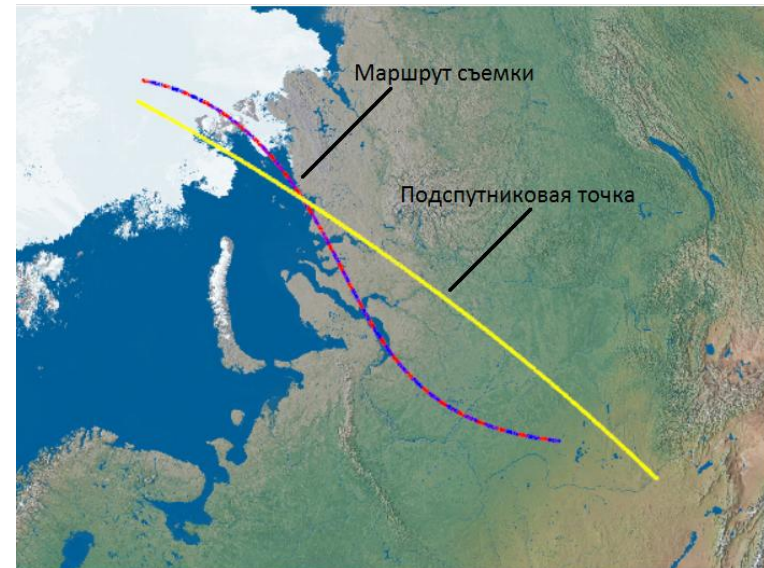 Маршрут съемки
Подспутниковая точка